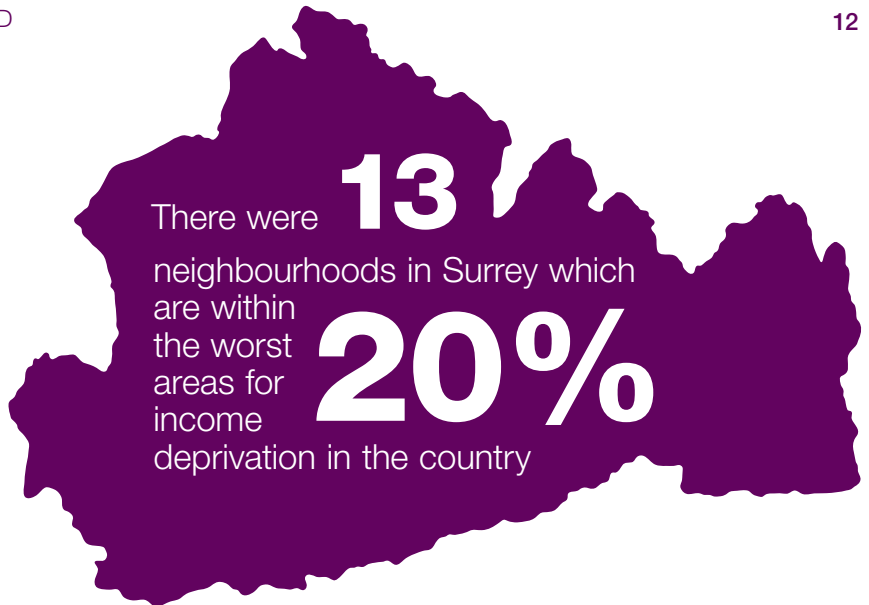 D
12
There were 13
neighbourhoods in Surrey which
are within
the worst 20%
areas for
income
deprivation in the country